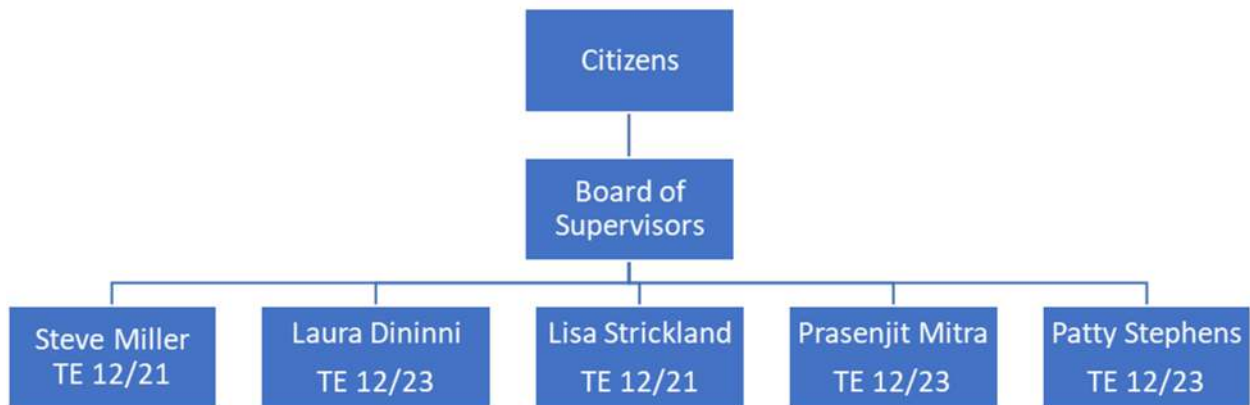 Citizens
Board of
Supervisors
Steve Miller
TE 12/21
Laura Dininni
TE 12/23
Lisa Strickland
TE 12/21
Prasenjit Mitra
TE 12/23
Patty Stephens
TE 12/23